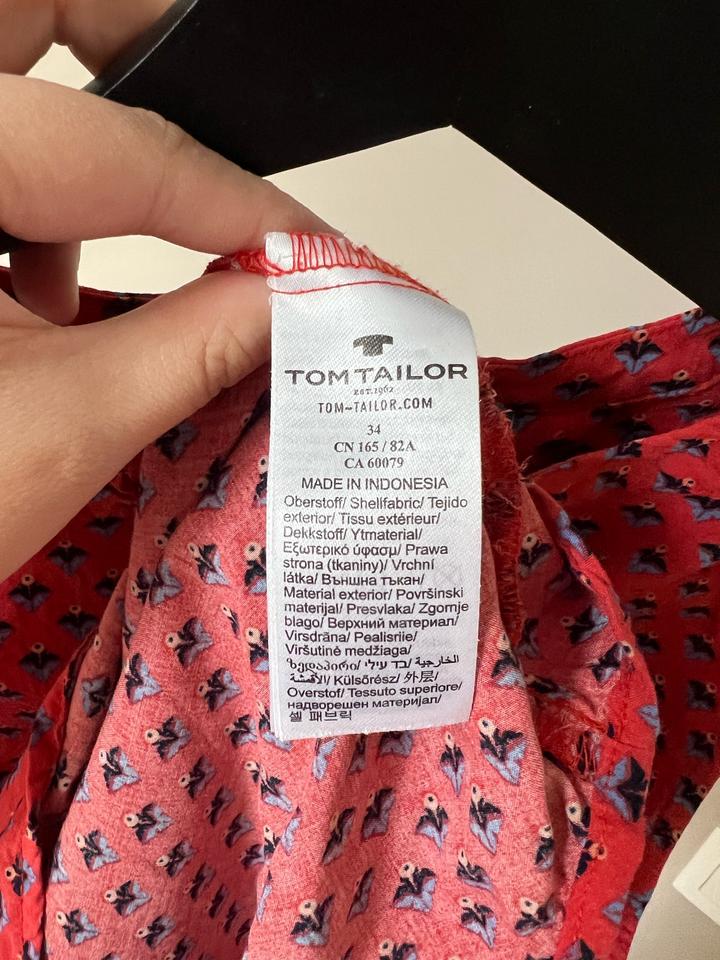 TOM TAILOR
EST.1962
TOM-TAILOR.COM
34
CN 165 / 82A
CA 60079
MADE IN INDONESIA
Oberstoff/ Shellfabric/ Tejido
exterior/ Tissu extérieur/
Dekkstoff/ Ytmaterial/
Εξωτερικό ύφασμ/ Prawa
strona (tkaniny)/ Vrchní
látka/ Външна тъкан/
Material exterior/ Površinski
materijal/ Presvlaka/ Zgornje
blago/ Верхний материал/
Virsdrāna/ Pealisriie/
Viršutinė medžiaga/
ზედაპირი/ בד עילי/ الخارجية
الأقمشة/ Külsőrész/ 外层/
Overstof/ Tessuto superiore/
надворешен материјал/
셸 패브릭